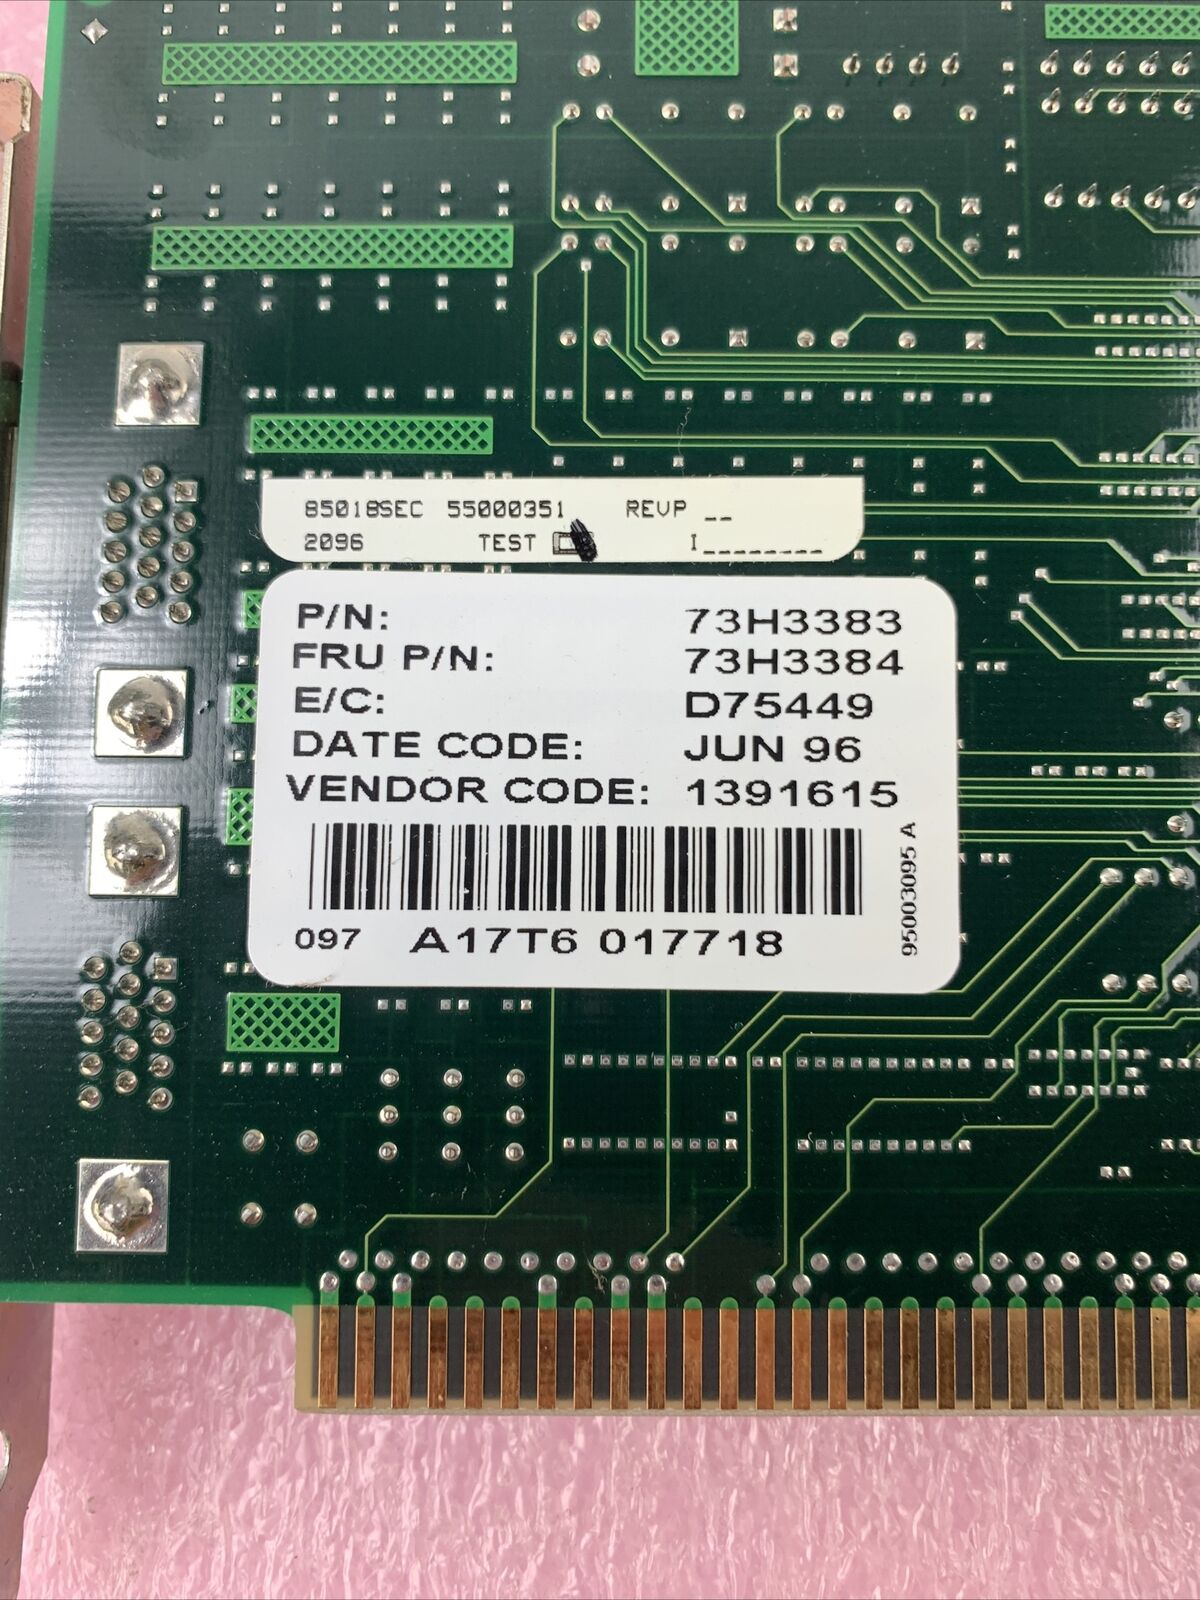 85018SEC 55000351 REVP __
2096 TEST I________
P/N: 73H3383
FRU P/N: 73H3384
E/C: D75449
DATE CODE: JUN 96
VENDOR CODE: 1391615
097 A17T6 017718
95003095 A